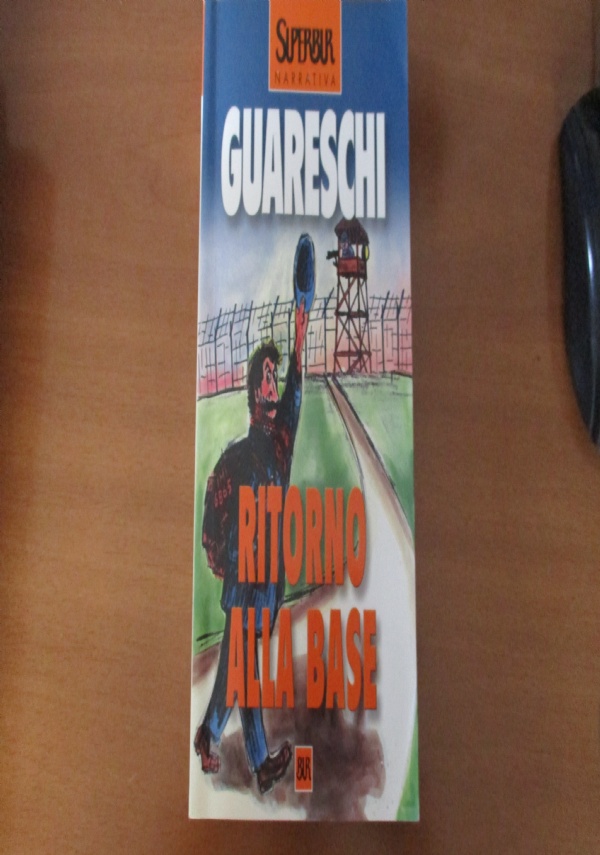 SUPERBUR
NARRATIVA
GUARESCHI
RITORNO
ALLA BASE
BUR